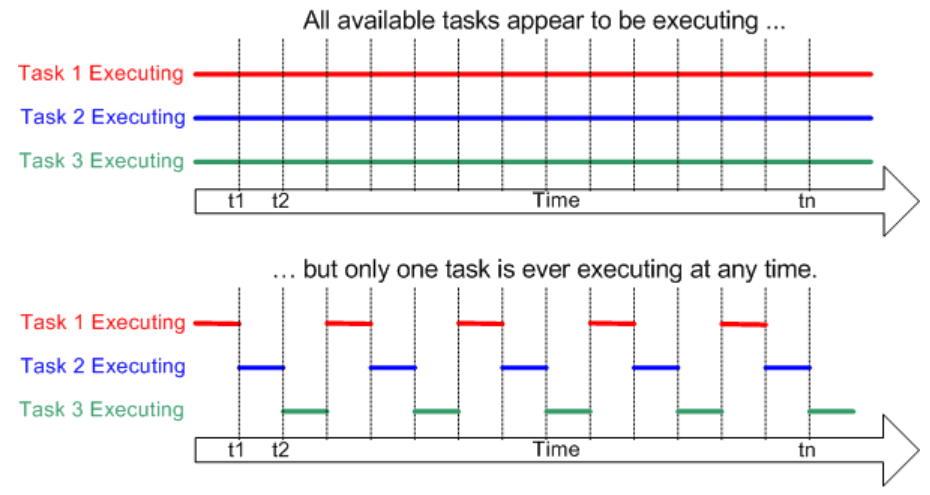 All available tasks appear to be executing ...
Task 1 Executing
Task 2 Executing
Task 3 Executing
t1 t2 Time tn
... but only one task is ever executing at any time.
Task 1 Executing
Task 2 Executing
Task 3 Executing
t1 t2 Time tn